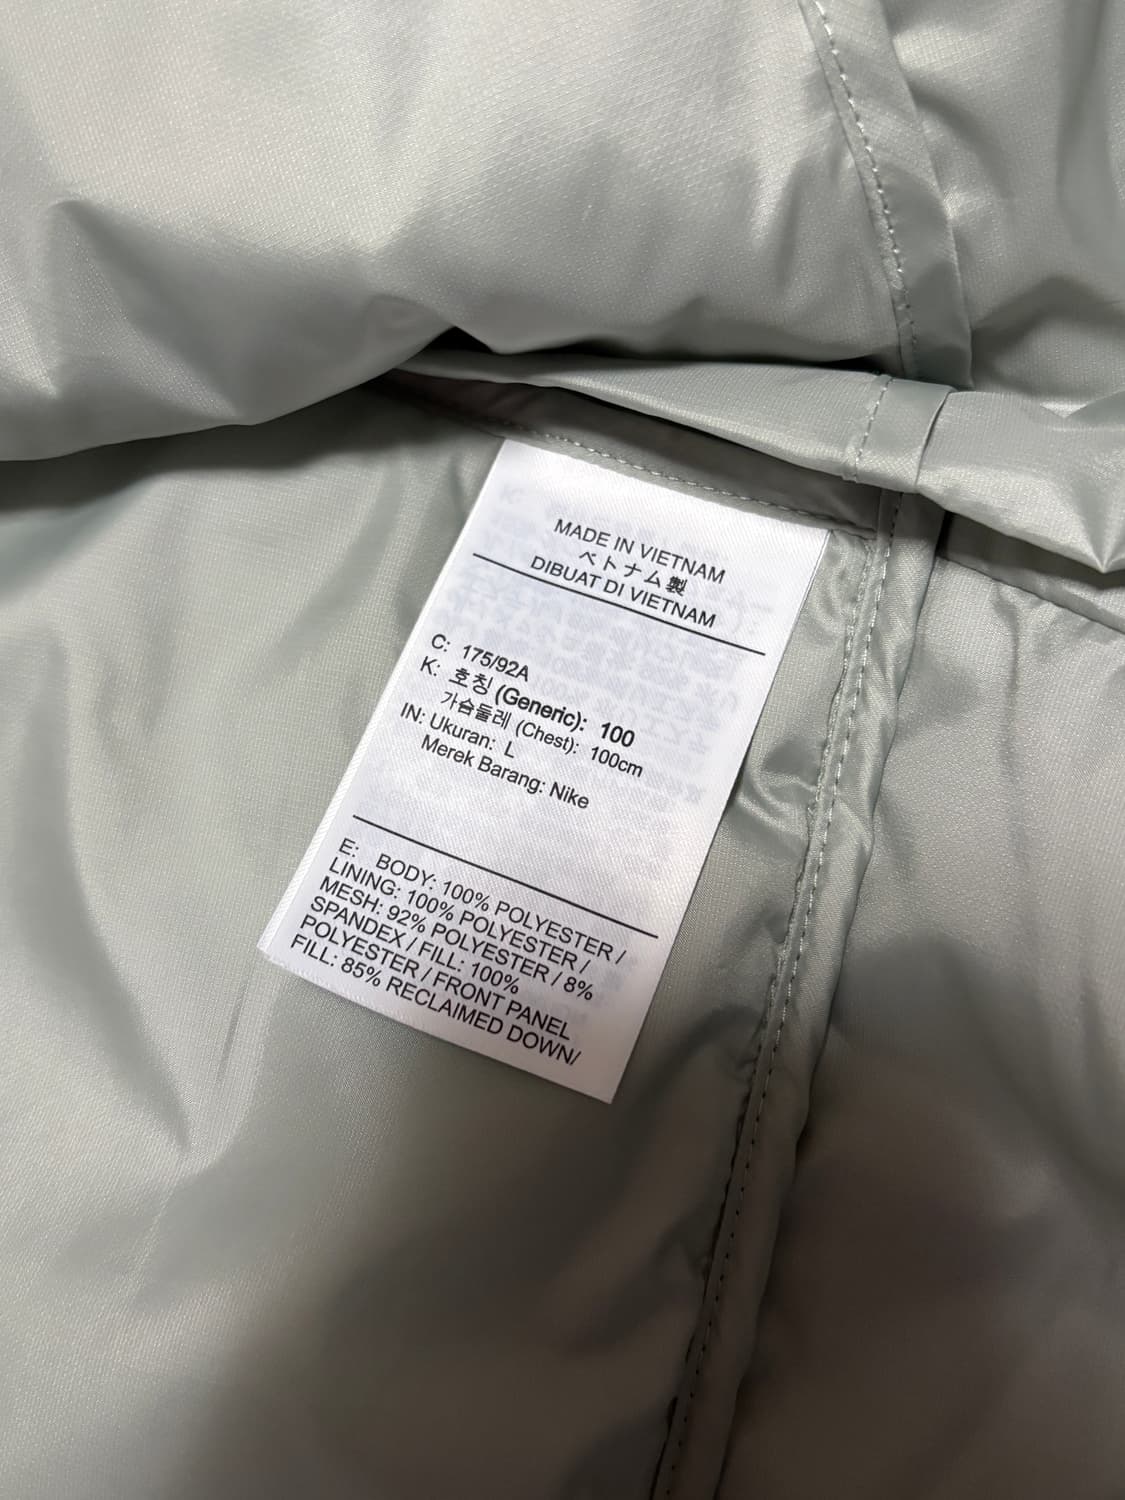 MADE IN VIETNAM
ベトナム製
DIBUAT DI VIETNAM
C: 175/92A
K: 호칭 (Generic): 100
가슴둘레 (Chest): 100cm
IN: Ukuran: L
Merek Barang: Nike
E: BODY: 100% POLYESTER /
LINING: 100% POLYESTER /
MESH: 92% POLYESTER / 8%
SPANDEX / FILL: 100%
POLYESTER / FRONT PANEL
FILL: 85% RECLAIMED DOWN/